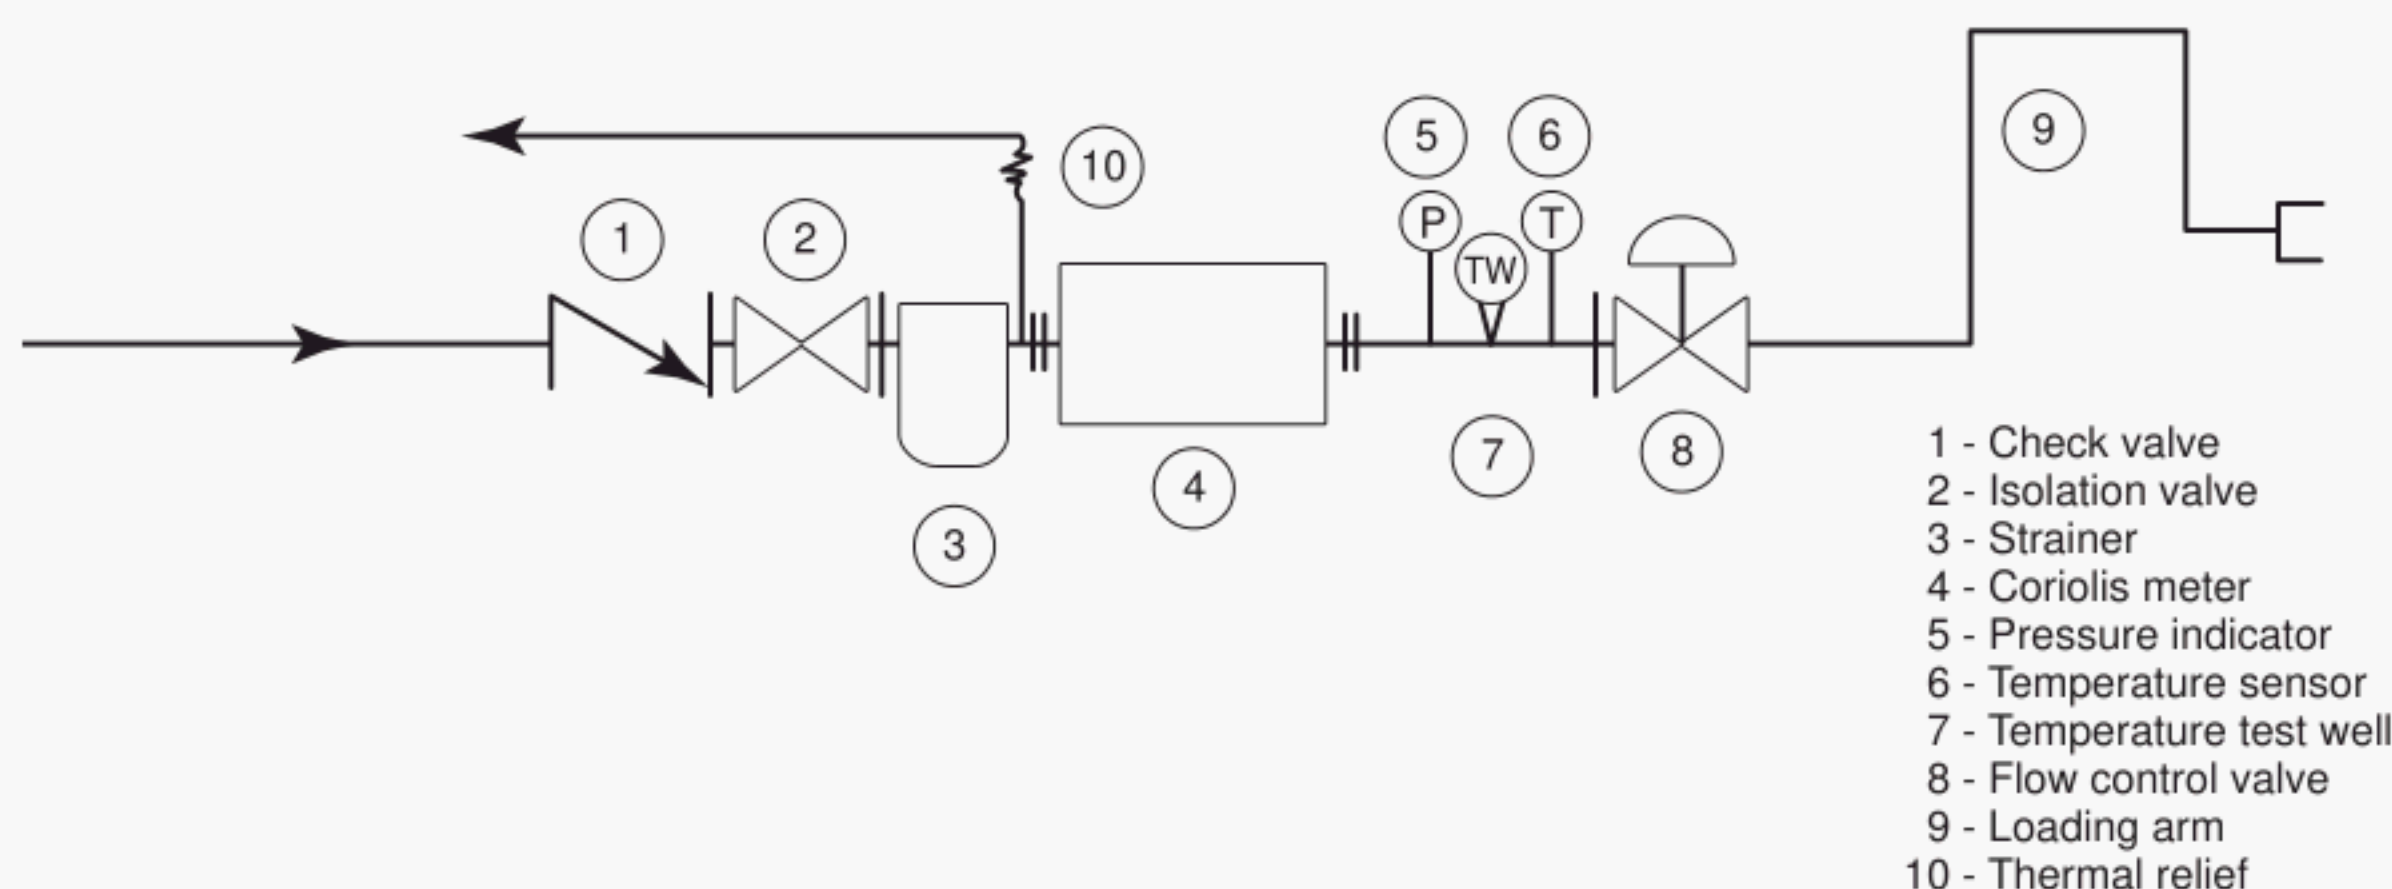 9
5
6
10
P
T
1
2
TW
7
8
4
3
1 - Check valve
2 - Isolation valve
3 - Strainer
4 - Coriolis meter
5 - Pressure indicator
6 - Temperature sensor
7 - Temperature test well
8 - Flow control valve
9 - Loading arm
10 - Thermal relief